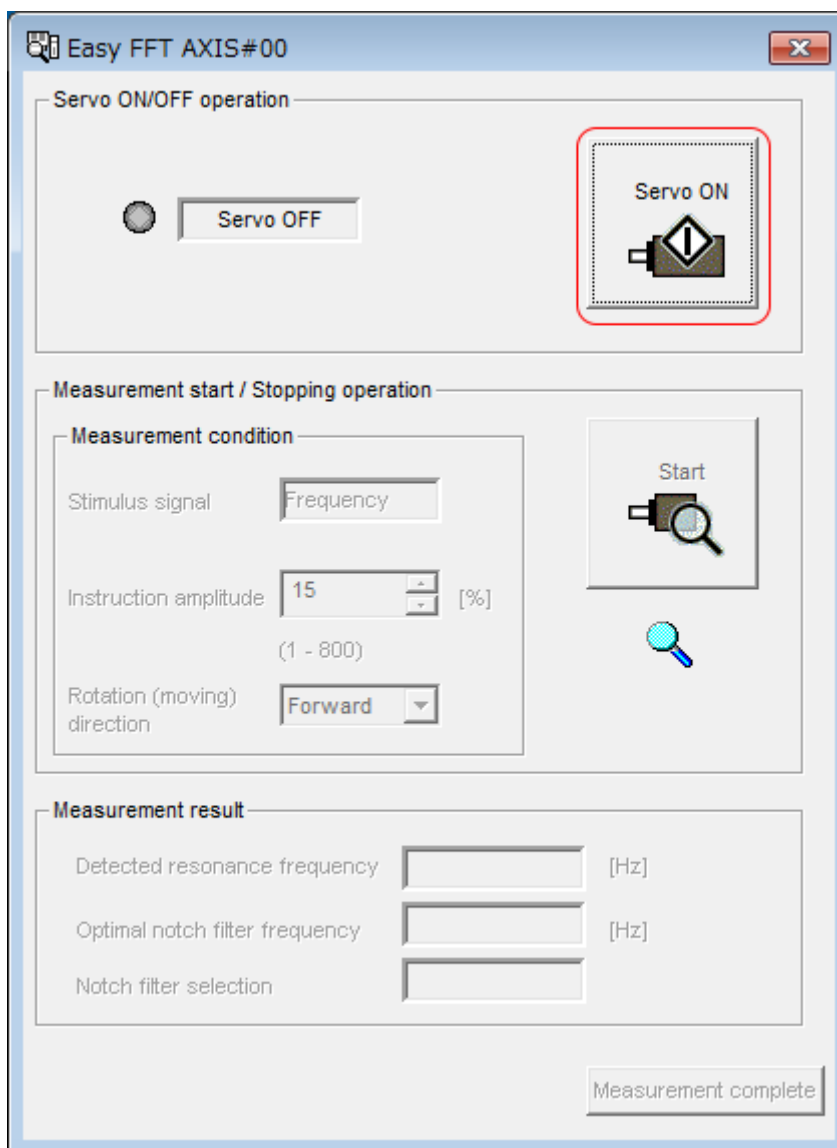 Easy FFT AXIS#00
Servo ON/OFF operation
Servo OFF
Servo ON
Measurement start / Stopping operation
Measurement condition
Stimulus signal
Frequency
Instruction amplitude
15
[%]
(1 - 800)
Rotation (moving)
direction
Forward
Start
Measurement result
Detected resonance frequency
[Hz]
Optimal notch filter frequency
[Hz]
Notch filter selection
Measurement complete